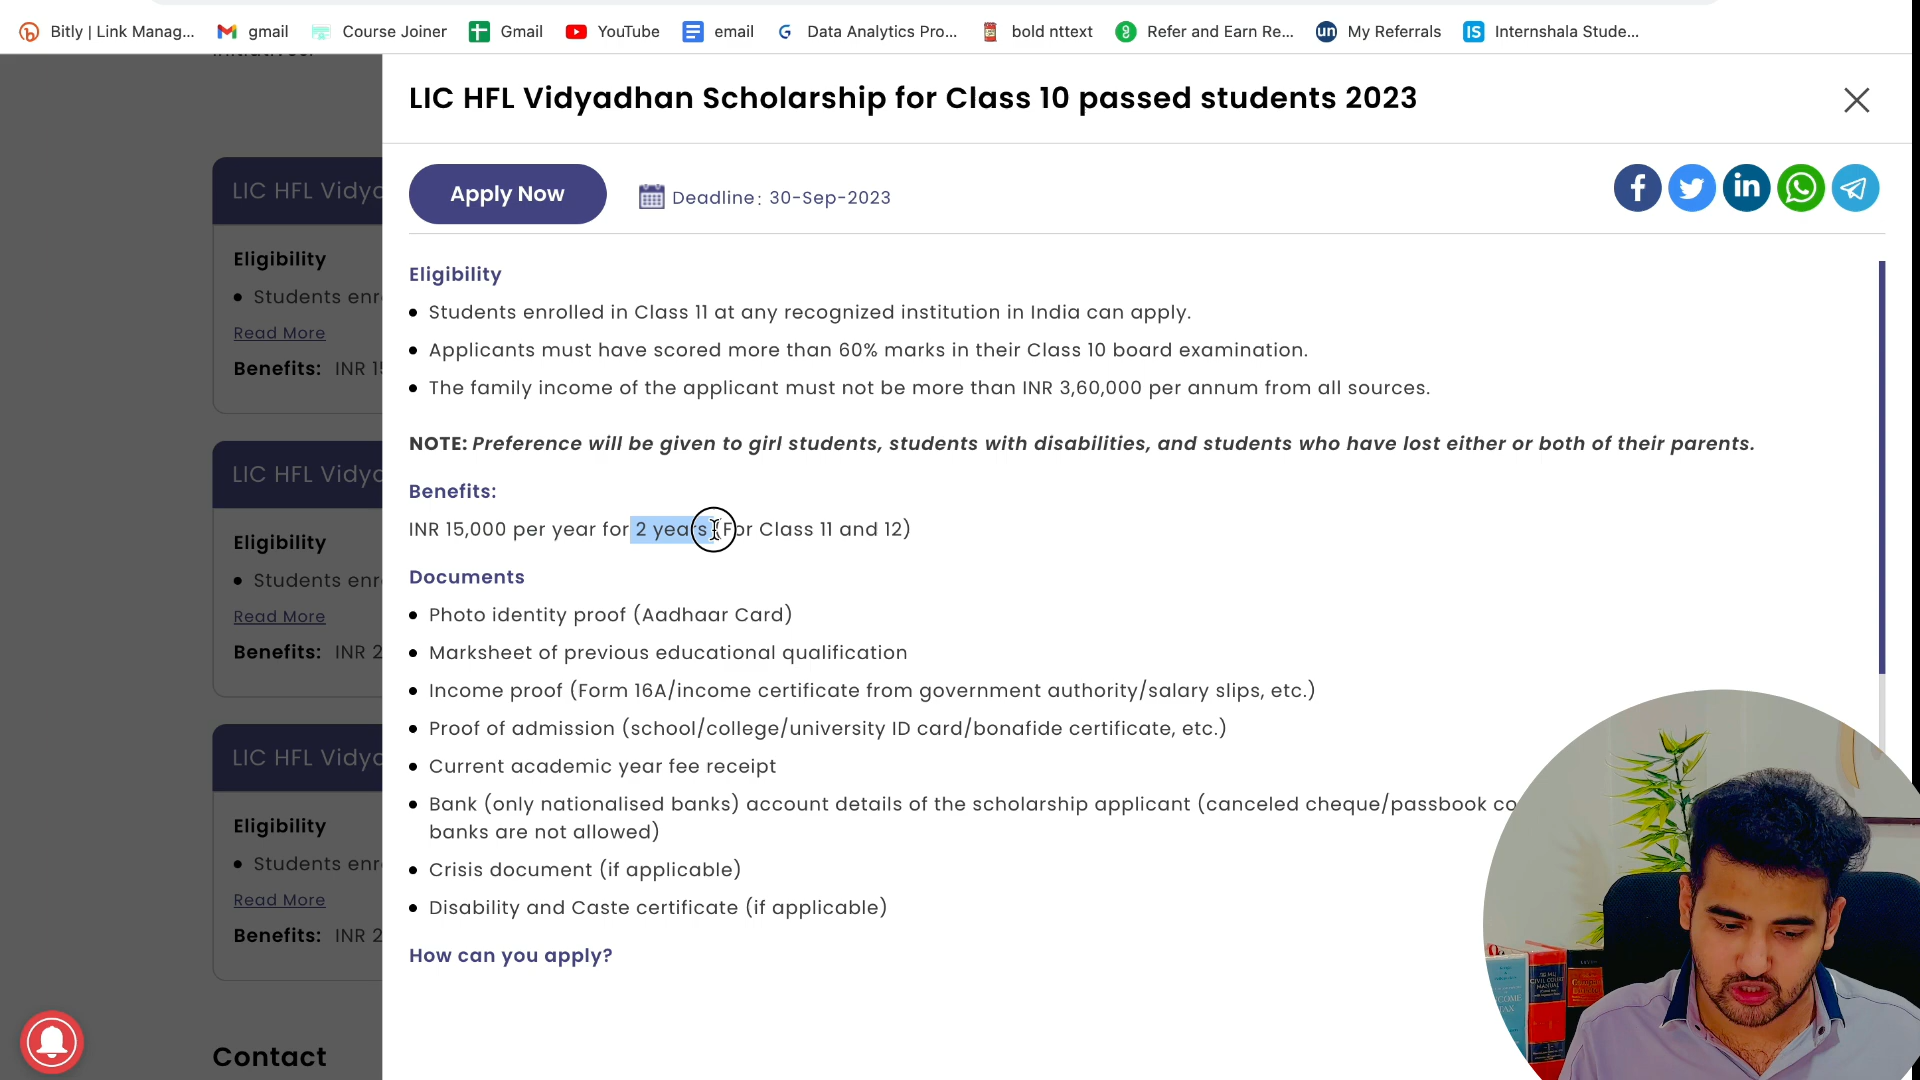 Bitly | Link Manag...
gmail
Course Joiner
Gmail
YouTube
email
Data Analytics Pro...
bold nttext
Refer and Earn Re...
My Referrals
Internshala Stude...
LIC HFL Vidyadhan Scholarship for Class 10 passed students 2023
Apply Now
Deadline: 30-Sep-2023
Eligibility
Students enrolled in Class 11 at any recognized institution in India can apply.
Applicants must have scored more than 60% marks in their Class 10 board examination.
The family income of the applicant must not be more than INR 3,60,000 per annum from all sources.
NOTE: Preference will be given to girl students, students with disabilities, and students who have lost either or both of their parents.
Benefits:
INR 15,000 per year for 2 years (For Class 11 and 12)
Documents
Photo identity proof (Aadhaar Card)
Marksheet of previous educational qualification
Income proof (Form 16A/income certificate from government authority/salary slips, etc.)
Proof of admission (school/college/university ID card/bonafide certificate, etc.)
Current academic year fee receipt
Bank (only nationalised banks) account details of the scholarship applicant (canceled cheque/passbook co
banks are not allowed)
Crisis document (if applicable)
Disability and Caste certificate (if applicable)
How can you apply?
LIC HFL Vidyo
Eligibility
Students enr
Read More
Benefits: INR 15
LIC HFL Vidyo
Eligibility
Students enr
Read More
Benefits: INR 2
LIC HFL Vidyo
Eligibility
Students enr
Read More
Benefits: INR 2
Contact
CIVIL COURT
MANUAL